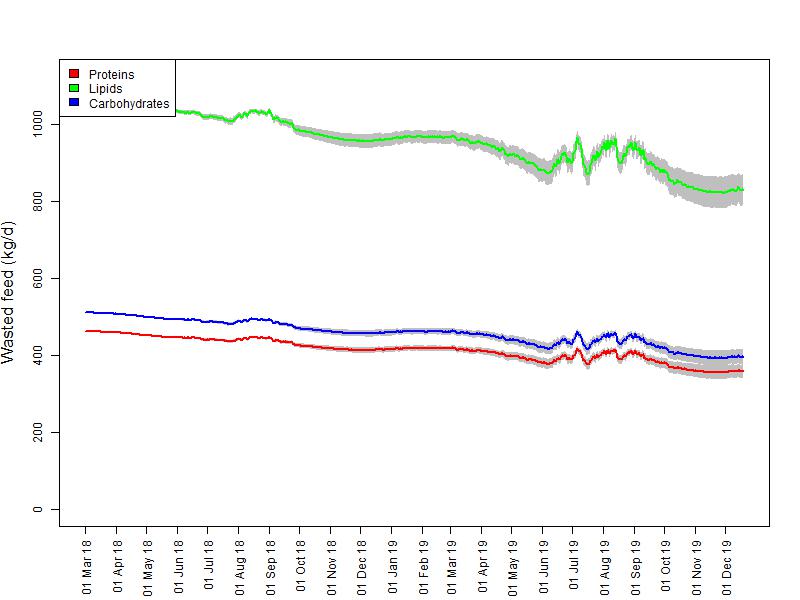 Proteins
Lipids
Carbohydrates
Wasted feed (kg/d)
1000
800
600
400
200
0
01 Mar 18
01 Apr 18
01 May 18
01 Jun 18
01 Jul 18
01 Aug 18
01 Sep 18
01 Oct 18
01 Nov 18
01 Dec 18
01 Jan 19
01 Feb 19
01 Mar 19
01 Apr 19
01 May 19
01 Jun 19
01 Jul 19
01 Aug 19
01 Sep 19
01 Oct 19
01 Nov 19
01 Dec 19